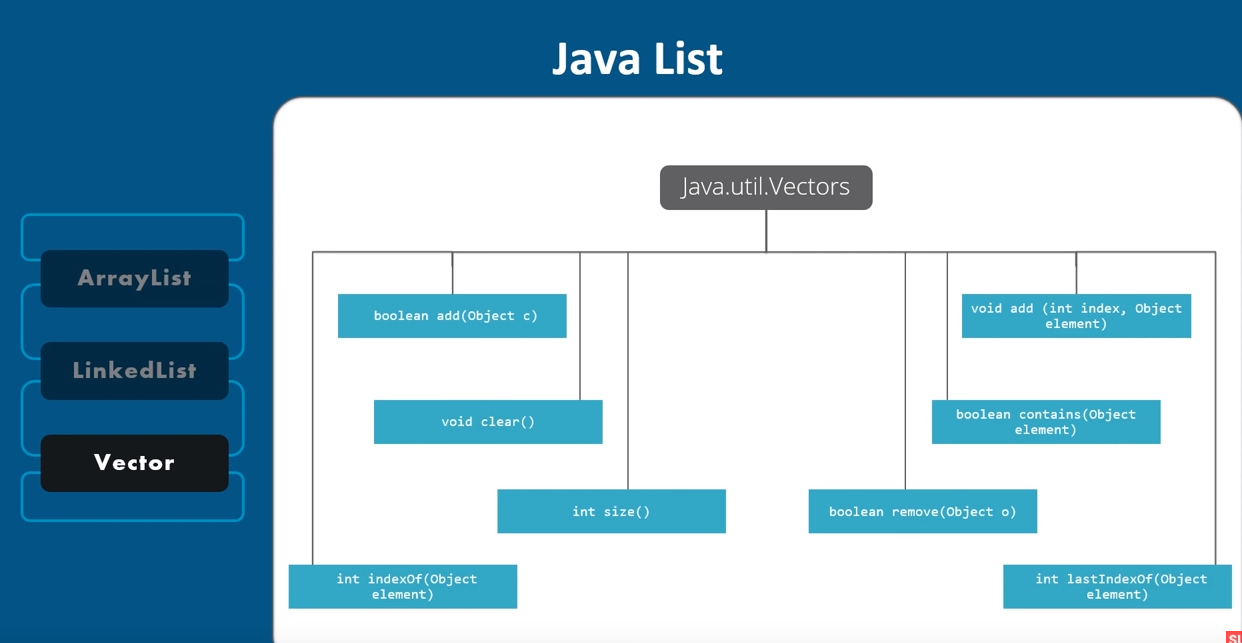 Java List
Java.util.Vectors
ArrayList
LinkedList
Vector
boolean add(Object c)
void add (int index, Object
element)
void clear()
boolean contains(Object
element)
int size()
boolean remove(Object o)
int indexOf(Object
element)
int lastIndexOf(Object
element)